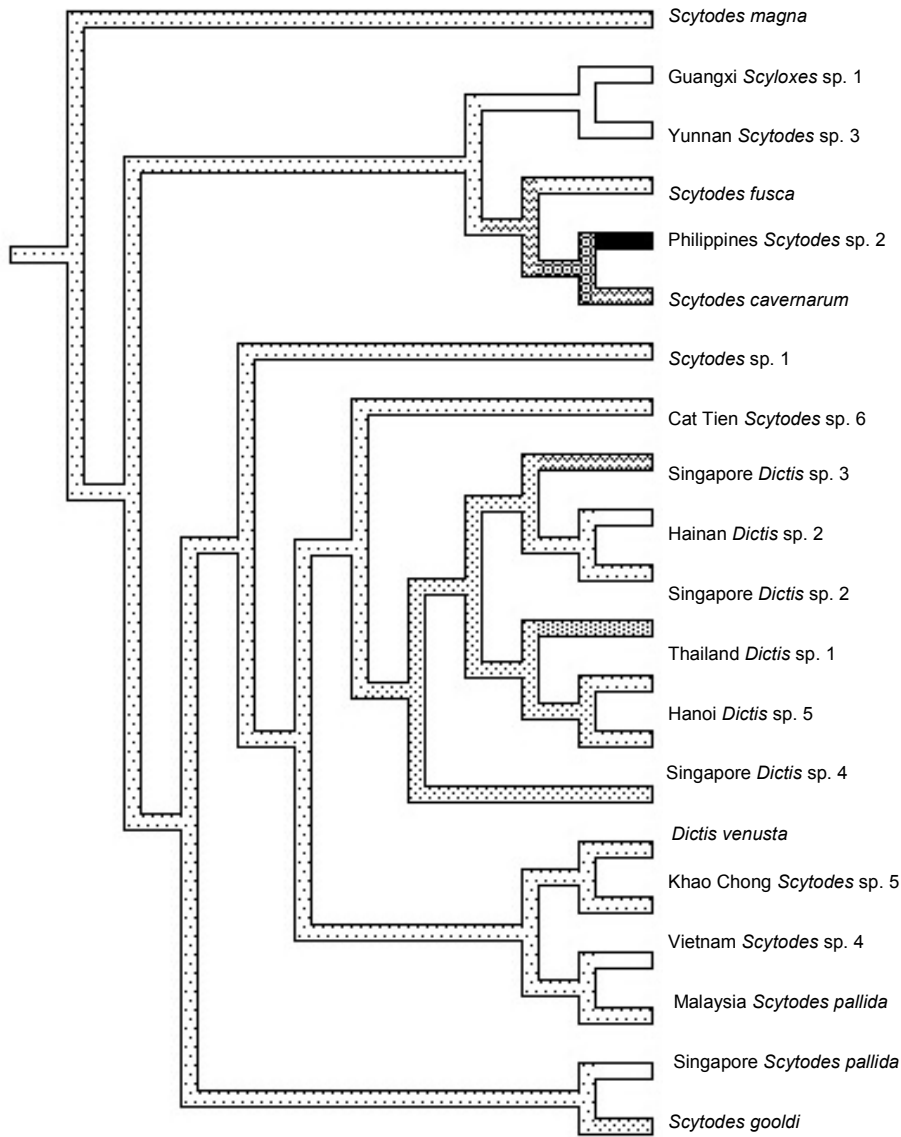 Scytodes magna
Guangxi Scyloxes sp. 1
Yunnan Scytodes sp. 3
Scytodes fusca
Philippines Scytodes sp. 2
Scytodes cavernarum
Scytodes sp. 1
Cat Tien Scytodes sp. 6
Singapore Dictis sp. 3
Hainan Dictis sp. 2
Singapore Dictis sp. 2
Thailand Dictis sp. 1
Hanoi Dictis sp. 5
Singapore Dictis sp. 4
Dictis venusta
Khao Chong Scytodes sp. 5
Vietnam Scytodes sp. 4
Malaysia Scytodes pallida
Singapore Scytodes pallida
Scytodes gooldi